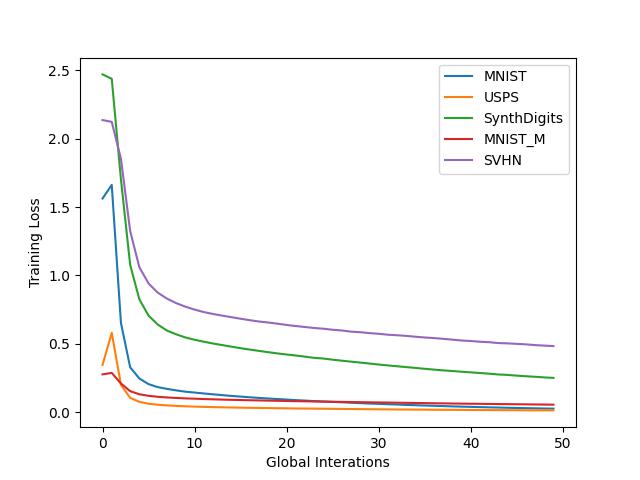 2.5
2.0
1.5
1.0
0.5
0.0
Training Loss
MNIST
USPS
SynthDigits
MNIST_M
SVHN
0 10 20 30 40 50
Global Interations